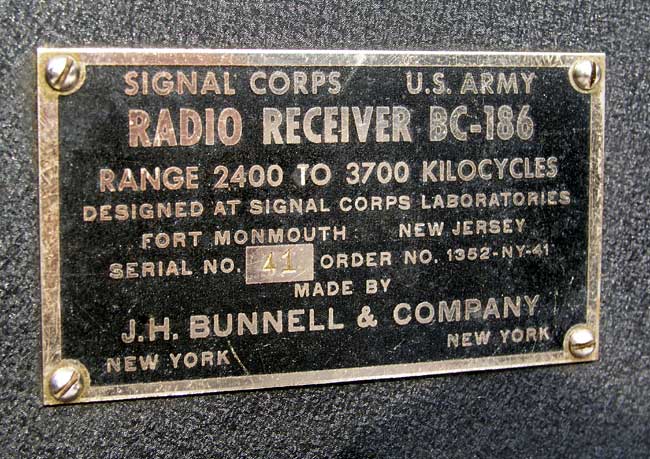 SIGNAL CORPS U.S. ARMY
RADIO RECEIVER BC-186
RANGE 2400 TO 3700 KILOCYCLES
DESIGNED AT SIGNAL CORPS LABORATORIES
FORT MONMOUTH NEW JERSEY
SERIAL NO. 41 ORDER NO. 1352-NY-41
MADE BY
J.H. BUNNELL & COMPANY
NEW YORK NEW YORK